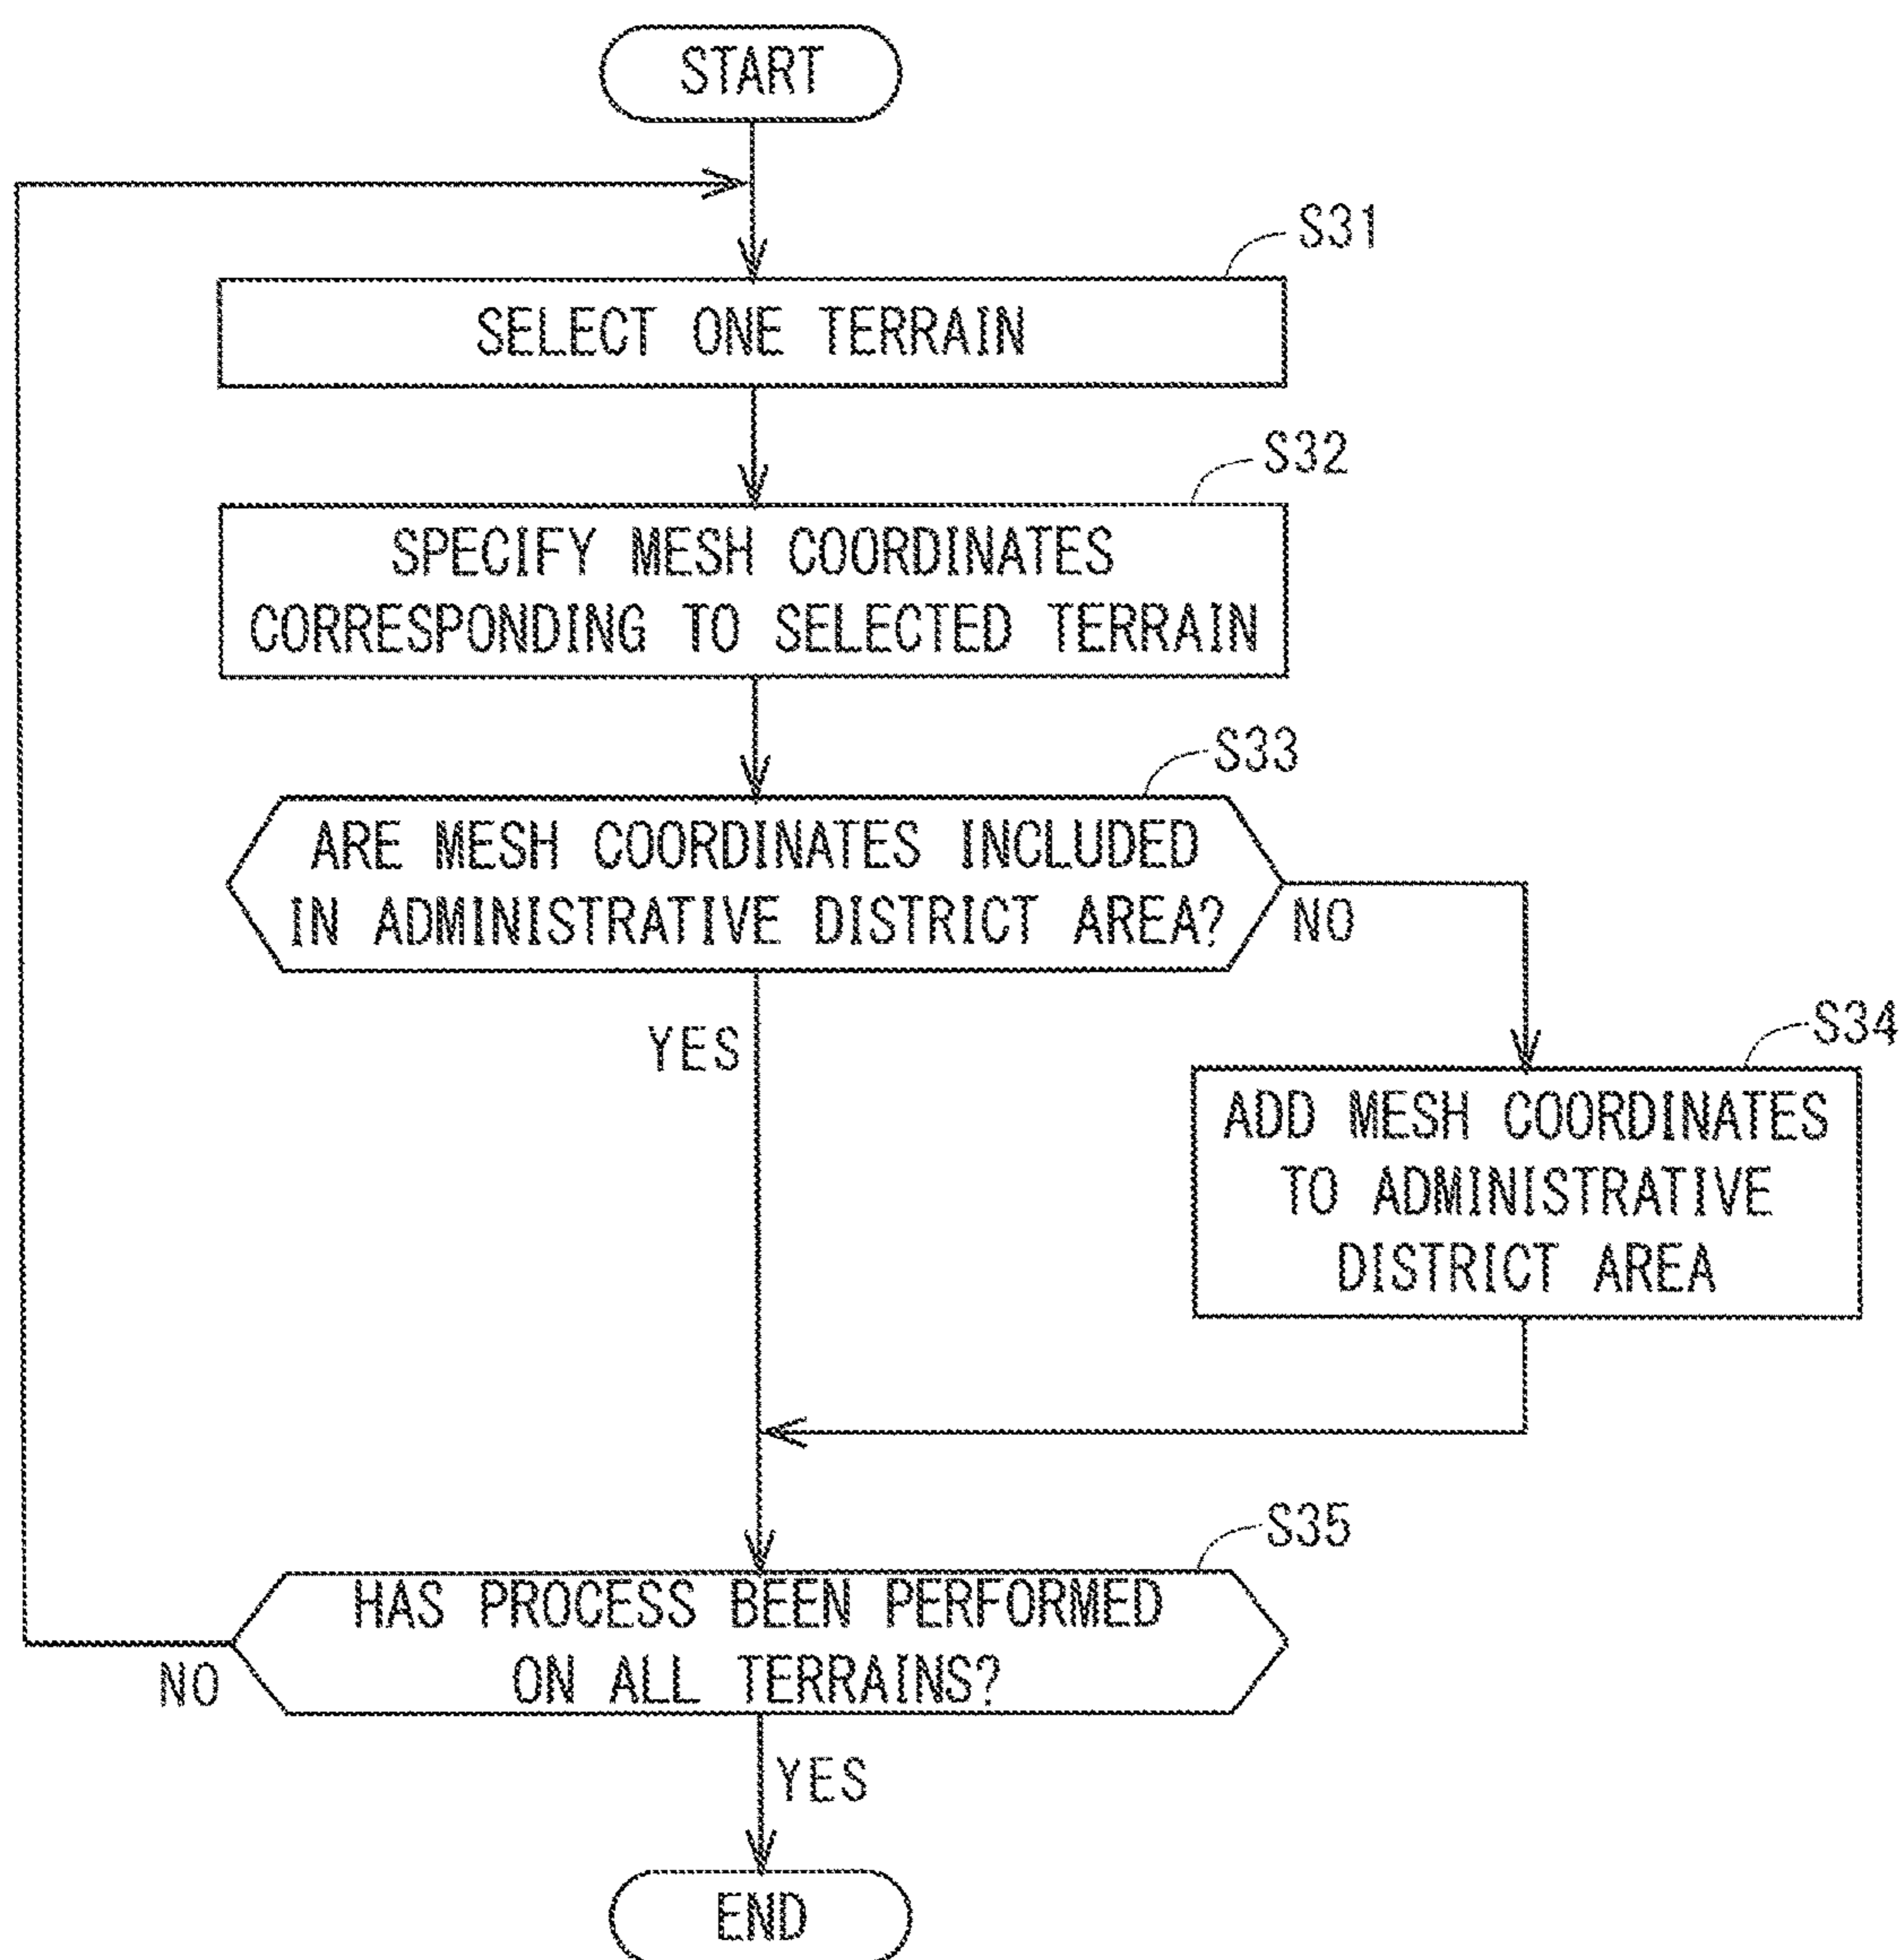 START
S31
SELECT ONE TERRAIN
S32
SPECIFY MESH COORDINATES
CORRESPONDING TO SELECTED TERRAIN
S33
ARE MESH COORDINATES INCLUDED
IN ADMINISTRATIVE DISTRICT AREA?
NO
YES
S34
ADD MESH COORDINATES
TO ADMINISTRATIVE
DISTRICT AREA
S35
HAS PROCESS BEEN PERFORMED
ON ALL TERRAINS?
NO
YES
END